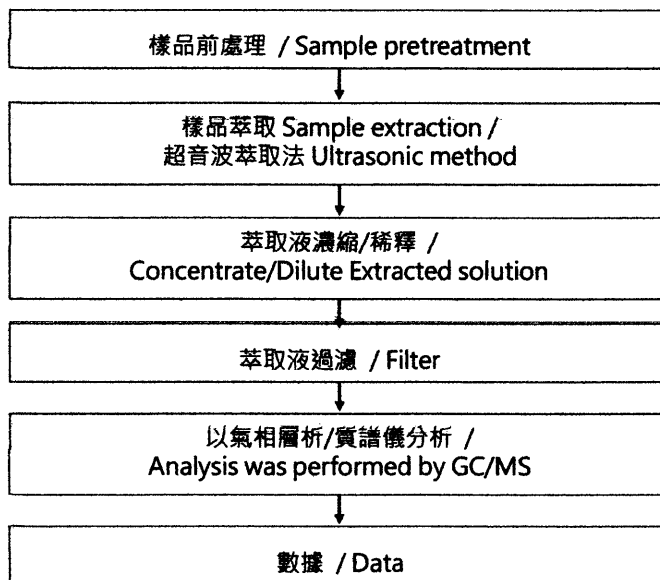 樣品前處理 / Sample pretreatment
樣品萃取 Sample extraction /
超音波萃取法 Ultrasonic method
萃取液濃縮/稀釋 /
Concentrate/Dilute Extracted solution
萃取液過濾 / Filter
以氣相層析/質譜儀分析 /
Analysis was performed by GC/MS
數據 / Data